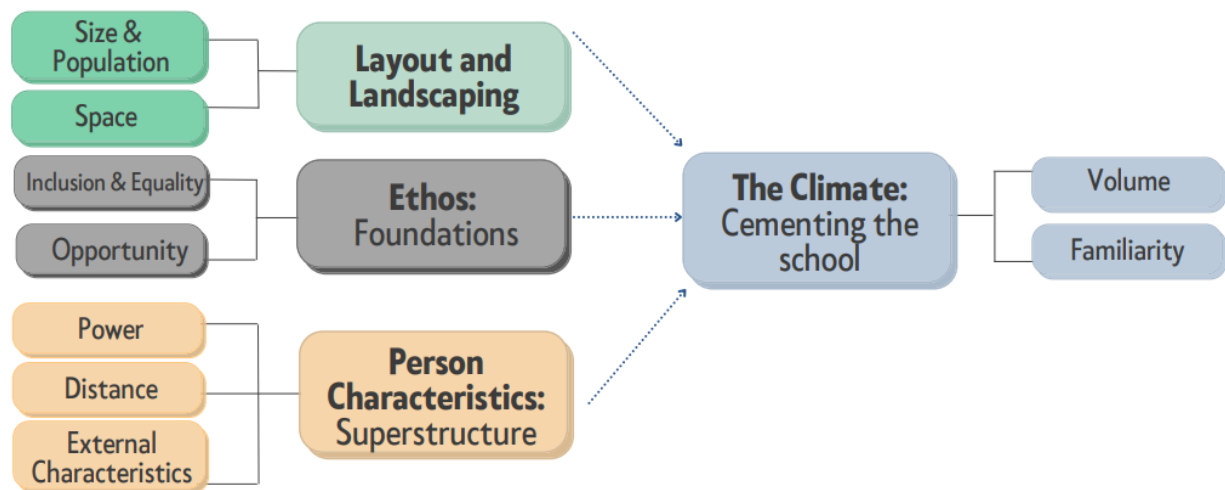 Size &
Population
Space
Layout and
Landscaping
Inclusion & Equality
Opportunity
Ethos:
Foundations
Power
Distance
External
Characteristics
Person
Characteristics:
Superstructure
The Climate:
Cementing the
school
Volume
Familiarity